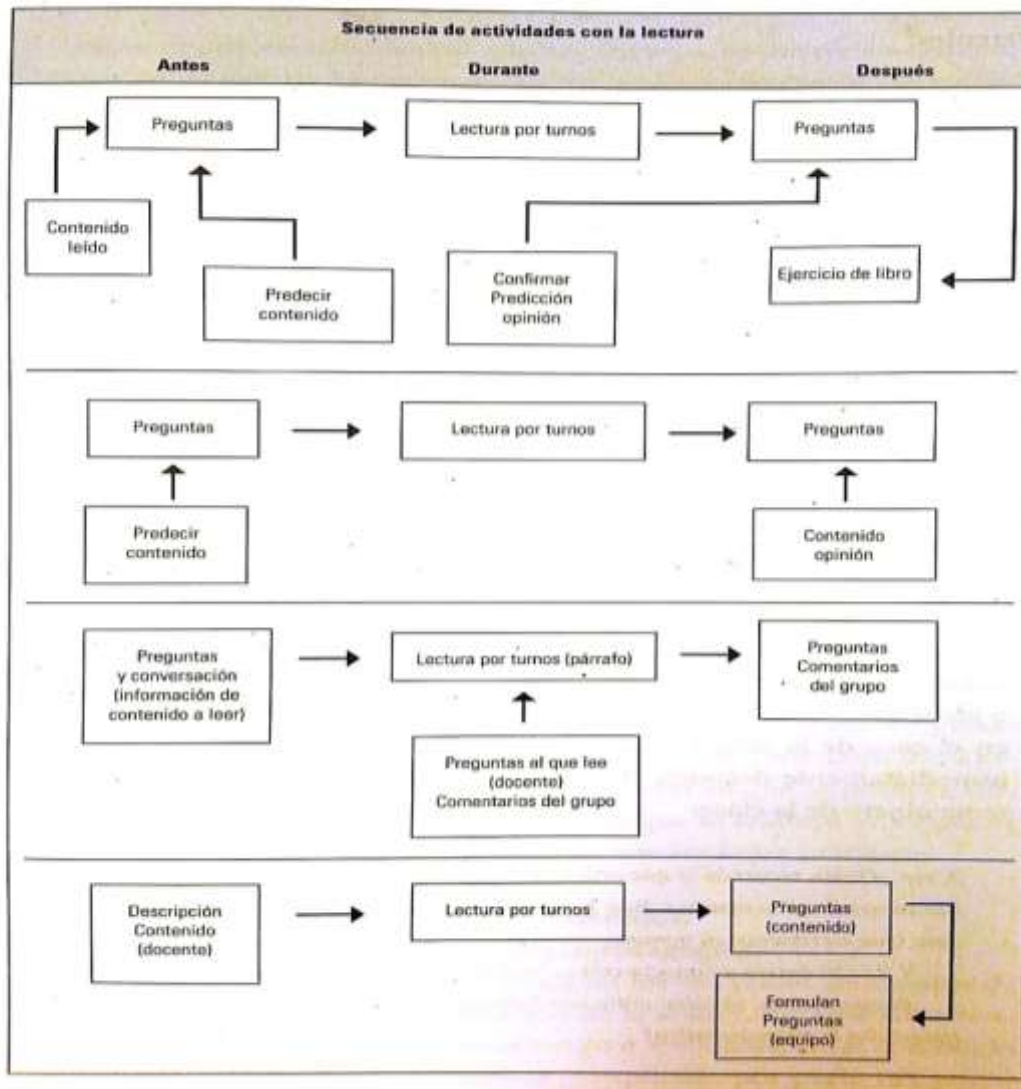 Secuencia de actividades con la lectura
Antes
Durante
Después
Preguntas
Lectura por turnos
Preguntas
Contenido
leído
Predecir
contenido
Confirmar
Predicción
opinión
Ejercicio de libro
Preguntas
Lectura por turnos
Preguntas
Predecir
contenido
Contenido
opinión
Preguntas
y conversación
(información de
contenido a leer)
Lectura por turnos (párrafo)
Preguntas
Comentarios
del grupo
Preguntas al que lee
(docente)
Comentarios del grupo
Descripción
Contenido
(docente)
Lectura por turnos
Preguntas
(contenido)
Formulan
Preguntas
(equipo)